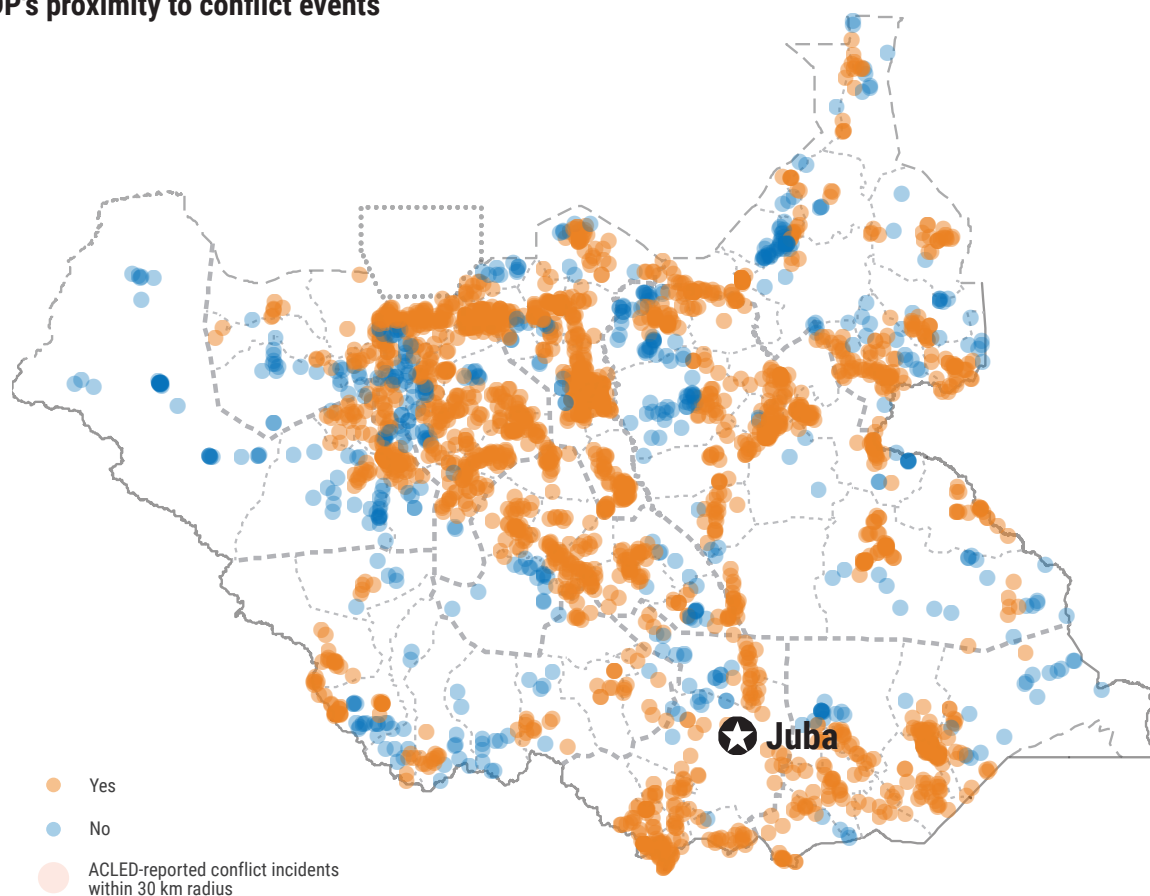 proximity to conflict events
Juba
Yes
No
ACLED-reported conflict incidents
within 30 km radius